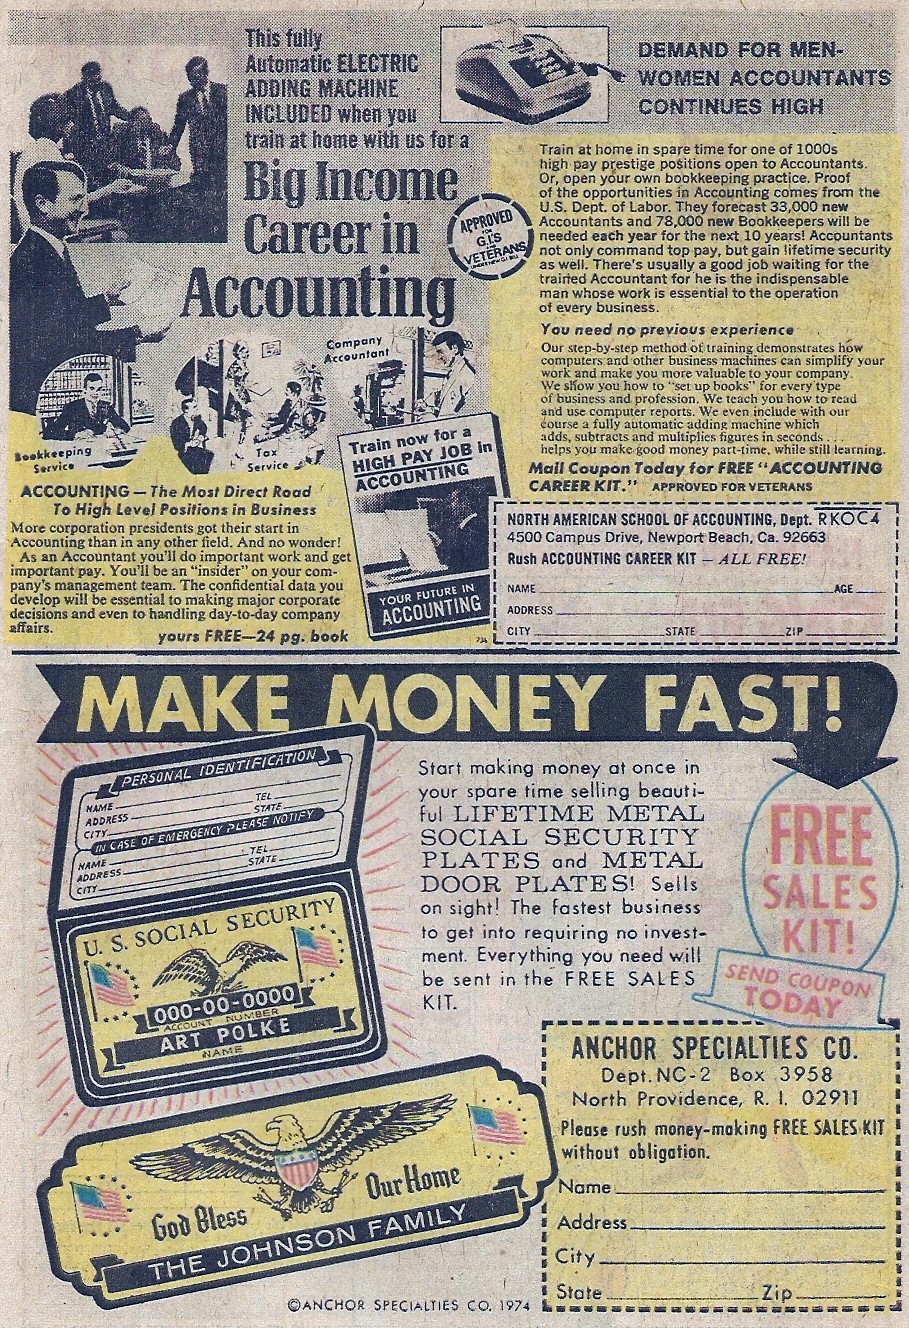 This fully
Automatic ELECTRIC
ADDING MACHINE
INCLUDED when you
train at home with us for a
Big Income
Career in
Accounting
DEMAND FOR MEN-
WOMEN ACCOUNTANTS
CONTINUES HIGH
APPROVED
FOR
G.I.'S
AND
VETERANS
UNDER NEW G.I. BILL
Train at home in spare time for one of 1000s
high pay prestige positions open to Accountants.
Or, open your own bookkeeping practice. Proof
of the opportunities in Accounting comes from the
U.S. Dept. of Labor. They forecast 33,000 new
Accountants and 78,000 new Bookkeepers will be
needed each year for the next 10 years! Accountants
not only command top pay, but gain lifetime security
as well. There's usually a good job waiting for the
trained Accountant for he is the indispensable
man whose work is essential to the operation
of every business.
You need no previous experience
Our step-by-step method of training demonstrates how
computers and other business machines can simplify your
work and make you more valuable to your company.
We show you how to "set up books" for every type
of business and profession. We teach you how to read
and use computer reports. We even include with our
course a fully automatic adding machine which
adds, subtracts and multiplies figures in seconds . . .
helps you make good money part-time, while still learning.
Mail Coupon Today for FREE "ACCOUNTING
CAREER KIT." APPROVED FOR VETERANS
Bookkeeping
Service
Tax
Service
Company
Accountant
Train now for a
HIGH PAY JOB in
ACCOUNTING
YOUR FUTURE IN
ACCOUNTING
734
ACCOUNTING — The Most Direct Road
To High Level Positions in Business
More corporation presidents got their start in
Accounting than in any other field. And no wonder!
As an Accountant you'll do important work and get
important pay. You'll be an "insider" on your com-
pany's management team. The confidential data you
develop will be essential to making major corporate
decisions and even to handling day-to-day company
affairs.
yours FREE—24 pg. book
NORTH AMERICAN SCHOOL OF ACCOUNTING, Dept. RKOC4
4500 Campus Drive, Newport Beach, Ca. 92663
Rush ACCOUNTING CAREER KIT — ALL FREE!
NAME AGE
ADDRESS
CITY STATE ZIP
MAKE MONEY FAST!
PERSONAL IDENTIFICATION
NAME TEL.
ADDRESS STATE
CITY
IN CASE OF EMERGENCY PLEASE NOTIFY
NAME TEL.
ADDRESS STATE
CITY
U. S. SOCIAL SECURITY
000-00-0000
ACCOUNT NUMBER
ART POLKE
NAME
Start making money at once in
your spare time selling beauti-
ful LIFETIME METAL
SOCIAL SECURITY
PLATES and METAL
DOOR PLATES! Sells
on sight! The fastest business
to get into requiring no invest-
ment. Everything you need will
be sent in the FREE SALES
KIT.
FREE
SALES
KIT!
SEND COUPON
TODAY
God Bless Our Home
THE JOHNSON FAMILY
ANCHOR SPECIALTIES CO.
Dept. NC-2 Box 3958
North Providence, R. I. 02911
Please rush money-making FREE SALES KIT
without obligation.
Name
Address
City
State Zip
©ANCHOR SPECIALTIES CO. 1974